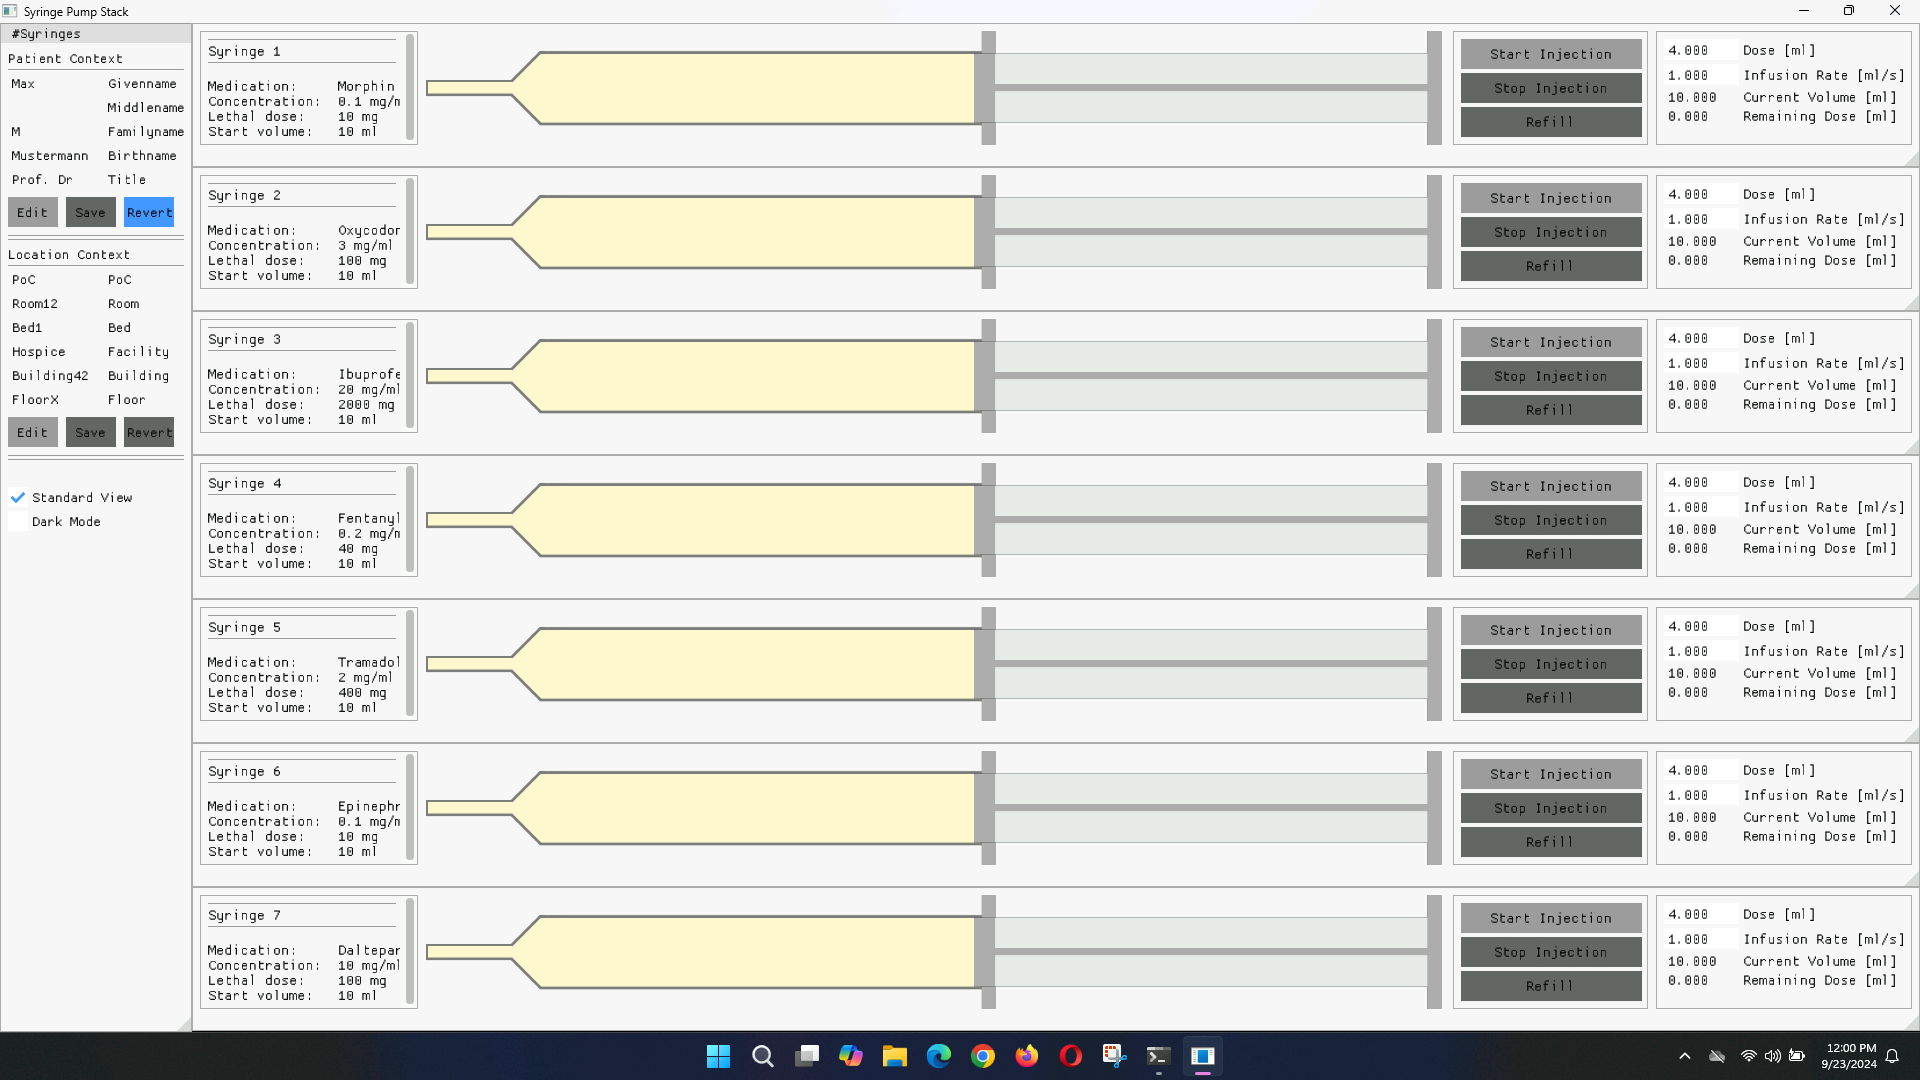 Syringe Pump Stack
#Syringes
Patient Context
Max Givenname
Middlename
M Familyname
Mustermann Birthname
Prof. Dr Title
Edit Save Revert
Location Context
PoC PoC
Room12 Room
Bed1 Bed
Hospice Facility
Building42 Building
FloorX Floor
Edit Save Revert
Standard View
Dark Mode
Syringe 1
Medication: Morphin
Concentration: 0.1 mg/m
Lethal dose: 10 mg
Start volume: 10 ml
Start Injection
Stop Injection
Refill
4.000 Dose [ml]
1.000 Infusion Rate [ml/s]
10.000 Current Volume [ml]
0.000 Remaining Dose [ml]
Syringe 2
Medication: Oxycodor
Concentration: 3 mg/ml
Lethal dose: 100 mg
Start volume: 10 ml
Start Injection
Stop Injection
Refill
4.000 Dose [ml]
1.000 Infusion Rate [ml/s]
10.000 Current Volume [ml]
0.000 Remaining Dose [ml]
Syringe 3
Medication: Ibuprofe
Concentration: 20 mg/ml
Lethal dose: 2000 mg
Start volume: 10 ml
Start Injection
Stop Injection
Refill
4.000 Dose [ml]
1.000 Infusion Rate [ml/s]
10.000 Current Volume [ml]
0.000 Remaining Dose [ml]
Syringe 4
Medication: Fentanyl
Concentration: 0.2 mg/m
Lethal dose: 40 mg
Start volume: 10 ml
Start Injection
Stop Injection
Refill
4.000 Dose [ml]
1.000 Infusion Rate [ml/s]
10.000 Current Volume [ml]
0.000 Remaining Dose [ml]
Syringe 5
Medication: Tramadol
Concentration: 2 mg/ml
Lethal dose: 400 mg
Start volume: 10 ml
Start Injection
Stop Injection
Refill
4.000 Dose [ml]
1.000 Infusion Rate [ml/s]
10.000 Current Volume [ml]
0.000 Remaining Dose [ml]
Syringe 6
Medication: Epinephr
Concentration: 0.1 mg/m
Lethal dose: 10 mg
Start volume: 10 ml
Start Injection
Stop Injection
Refill
4.000 Dose [ml]
1.000 Infusion Rate [ml/s]
10.000 Current Volume [ml]
0.000 Remaining Dose [ml]
Syringe 7
Medication: Daltepar
Concentration: 10 mg/ml
Lethal dose: 100 mg
Start volume: 10 ml
Start Injection
Stop Injection
Refill
4.000 Dose [ml]
1.000 Infusion Rate [ml/s]
10.000 Current Volume [ml]
0.000 Remaining Dose [ml]
12:00 PM
9/23/2024